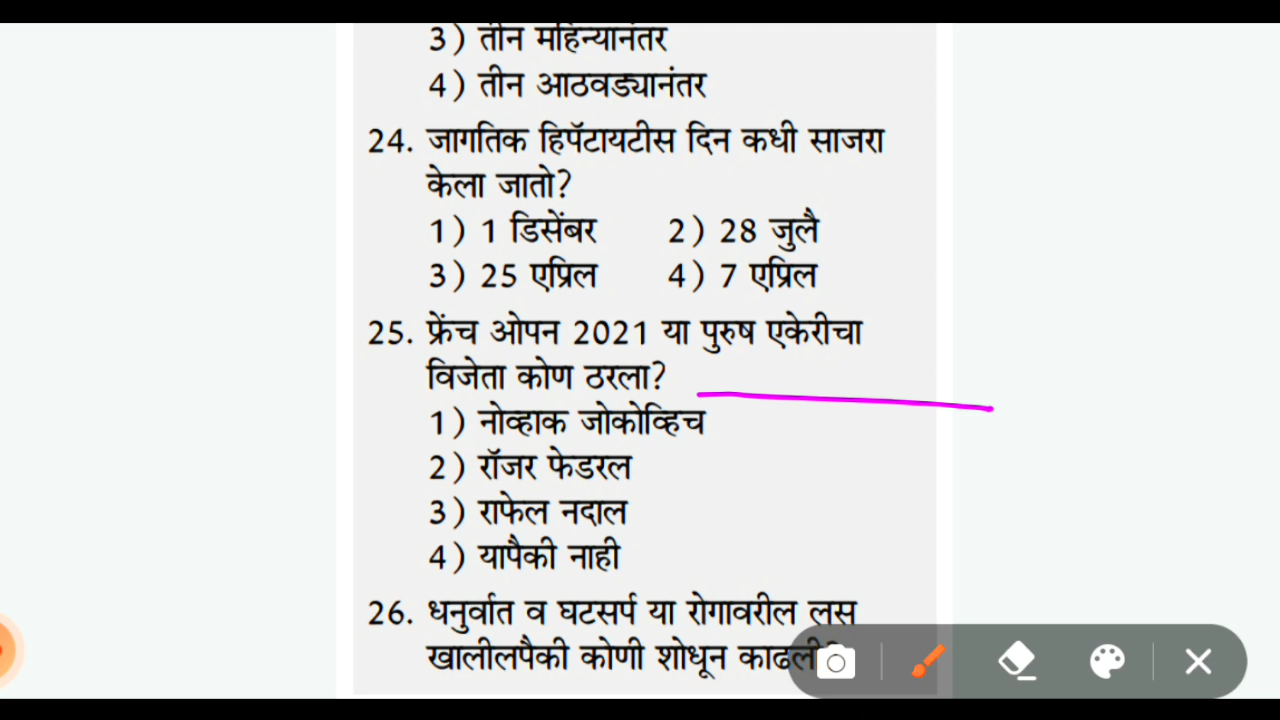 3) तीन महिन्यानंतर
4) तीन आठवड्यानंतर
24. जागतिक हिपॅटायटीस दिन कधी साजरा
केला जातो?
1) 1 डिसेंबर 2) 28 जुलै
3) 25 एप्रिल 4) 7 एप्रिल
25. फ्रेंच ओपन 2021 या पुरुष एकेरीचा
विजेता कोण ठरला?
1) नोव्हाक जोकोव्हिच
2) रॉजर फेडरल
3) राफेल नदाल
4) यापैकी नाही
26. धनुर्वात व घटसर्प या रोगावरील लस
खालीलपैकी कोणी शोधून